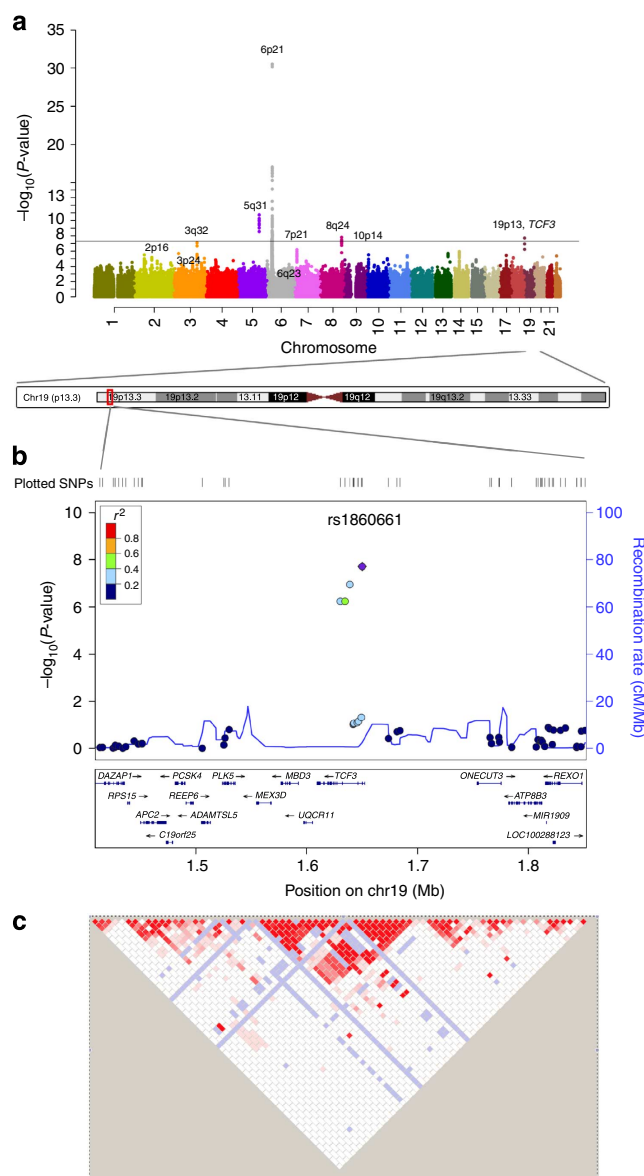 a
35
30
25
20
13
10
8
6
4
2
0
−log10(P-value)
6p21
5q31
3q32
2p16
3p24
6q23
7p21
8q24
10p14
19p13, TCF3
1 2 3 4 5 6 7 8 9 10 11 12 13 14 15 17 19 21
Chromosome
Chr19 (p13.3)
19p13.3 19p13.2 13.11 19p12 19q12 19q13.2 13.33
b
Plotted SNPs
rs1860661
r2
0.8
0.6
0.4
0.2
10
8
6
4
2
0
−log10(P-value)
100
80
60
40
20
0
Recombination rate (cM/Mb)
DAZAP1 → ← PCSK4 PLK5 → ← MBD3 ← TCF3 ONECUT3 → ← REXO1
RPS15 → REEP6 → ← MEX3D ← ATP8B3
APC2 → ← ADAMTSL5 ← UQCR11 ← MIR1909
← C19orf25 LOC100288123 →
1.5 1.6 1.7 1.8
Position on chr19 (Mb)
c